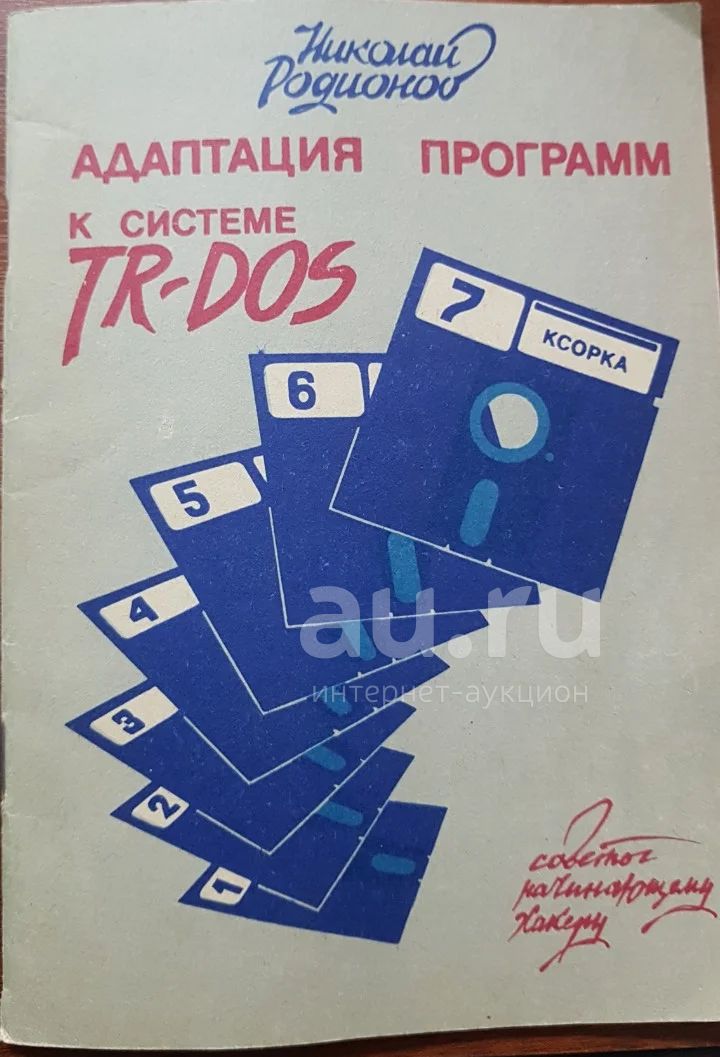 Николай
Родионов
АДАПТАЦИЯ ПРОГРАММ
К СИСТЕМЕ
TR-DOS
7
КСОРКА
6
5
4
3
2
1
au.ru
интернет-аукцион
советы
начинающему
хакеру